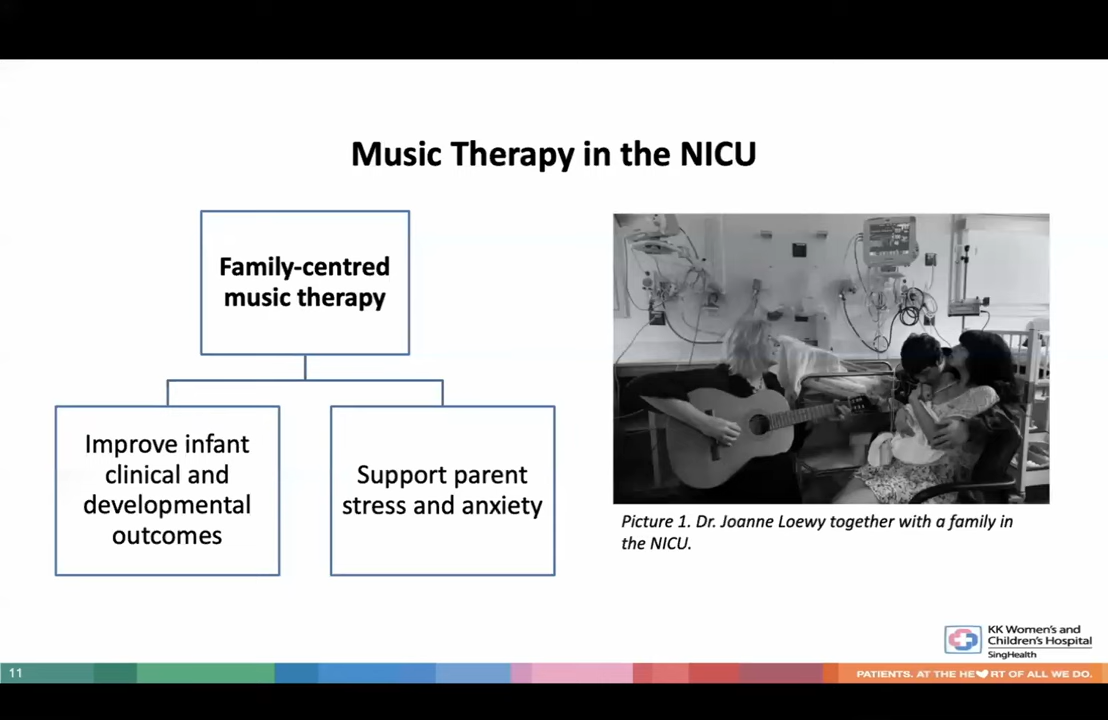 Music Therapy in the NICU
Family-centred
music therapy
Improve infant
clinical and
developmental
outcomes
Support parent
stress and anxiety
Picture 1. Dr. Joanne Loewy together with a family in
the NICU.
KK Women's and
Children's Hospital
SingHealth
11
PATIENTS. AT THE HE❤RT OF ALL WE DO.